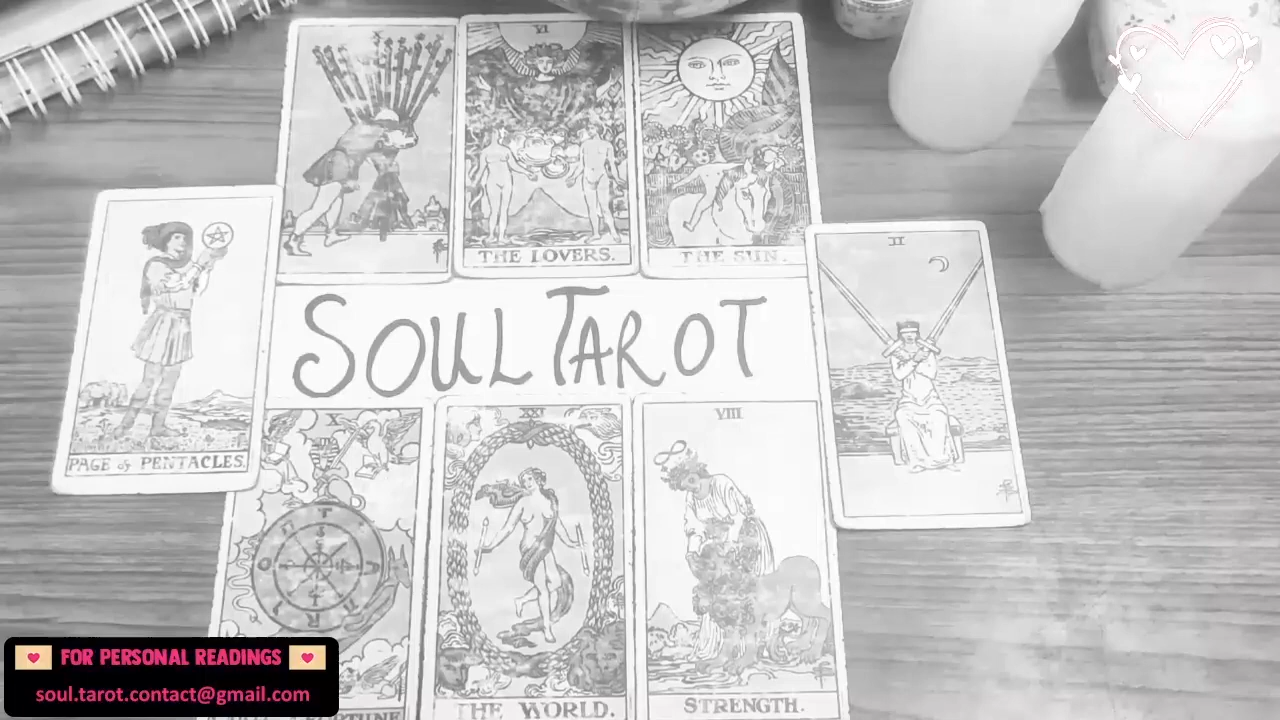 X
VI
THE LOVERS.
THE SUN.
II
PAGE of PENTACLES.
SOUL TAROT
X
XXI
VIII
THE WORLD.
STRENGTH.
FOR PERSONAL READINGS
soul.tarot.contact@gmail.com